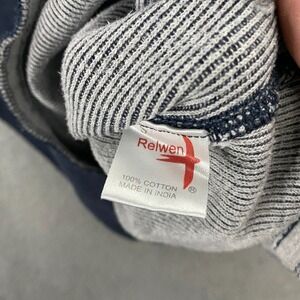 Relwen
100% COTTON
MADE IN INDIA
®